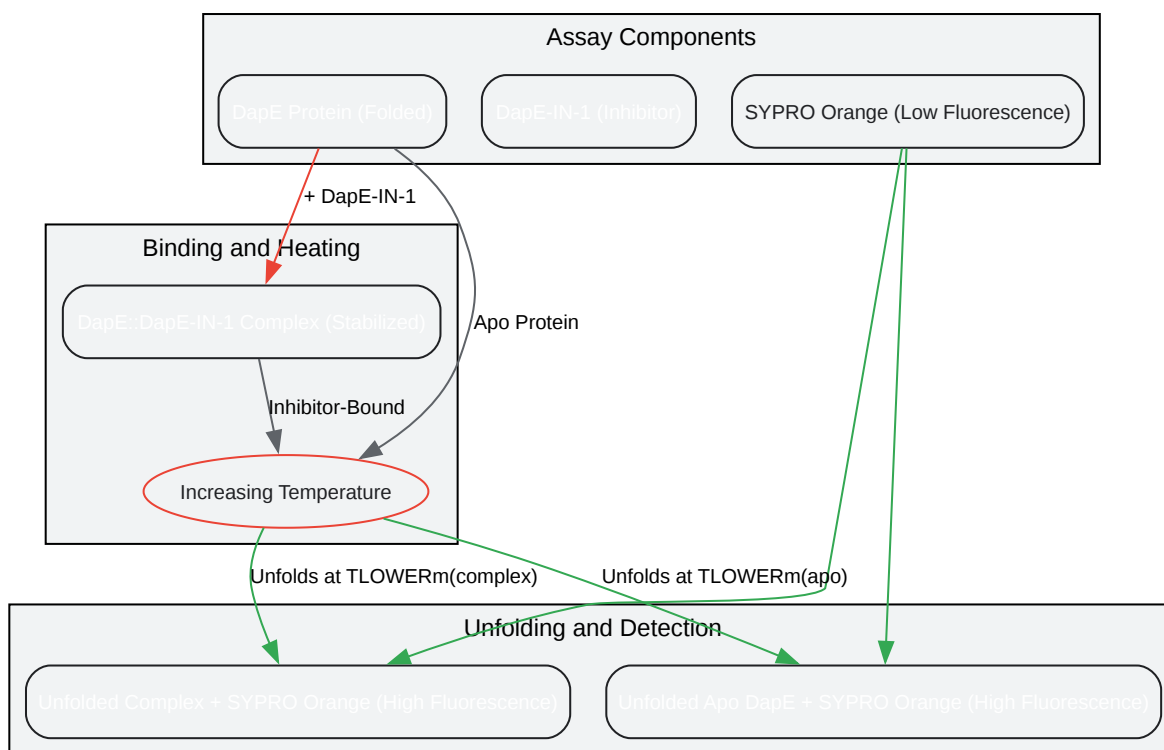 Assay Components
DapE Protein (Folded)
DapE-IN-1 (Inhibitor)
SYPRO Orange (Low Fluorescence)
+ DapE-IN-1
Binding and Heating
DapE::DapE-IN-1 Complex (Stabilized)
Apo Protein
Inhibitor-Bound
Increasing Temperature
Unfolds at TLOWERm(complex)
Unfolds at TLOWERm(apo)
Unfolding and Detection
Unfolded Complex + SYPRO Orange (High Fluorescence)
Unfolded Apo DapE + SYPRO Orange (High Fluorescence)